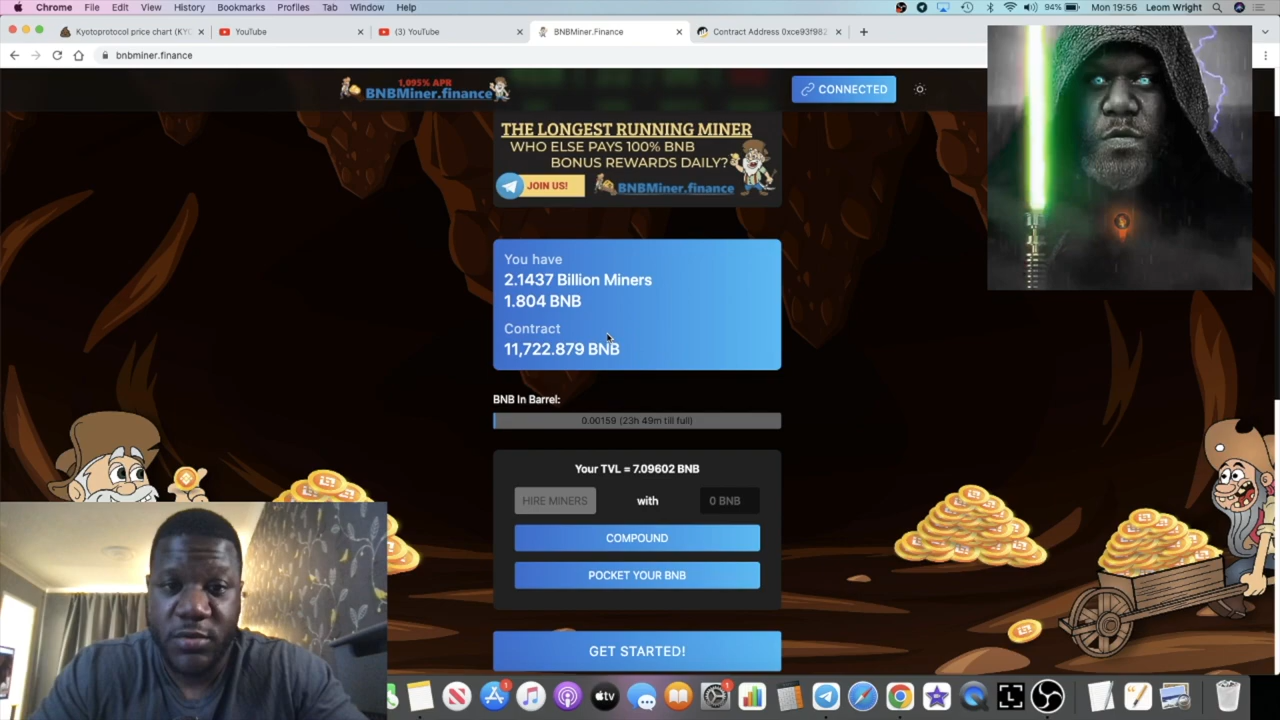 Chrome File Edit View History Bookmarks Profiles Tab Window Help 94% Mon 19:56 Leom Wright
Kyotoprotocol price chart (KYO
YouTube
(3) YouTube
BNBMiner.Finance
Contract Address 0xce93f982
bnbminer.finance
1,095% APR
BNBMiner.finance
CONNECTED
THE LONGEST RUNNING MINER
WHO ELSE PAYS 100% BNB
BONUS REWARDS DAILY?
JOIN US!
BNBMiner.finance
You have
2.1437 Billion Miners
1.804 BNB
Contract
11,722.879 BNB
BNB In Barrel:
0.00159 (23h 49m till full)
Your TVL = 7.09602 BNB
HIRE MINERS with 0 BNB
COMPOUND
POCKET YOUR BNB
GET STARTED!
1
tv
1